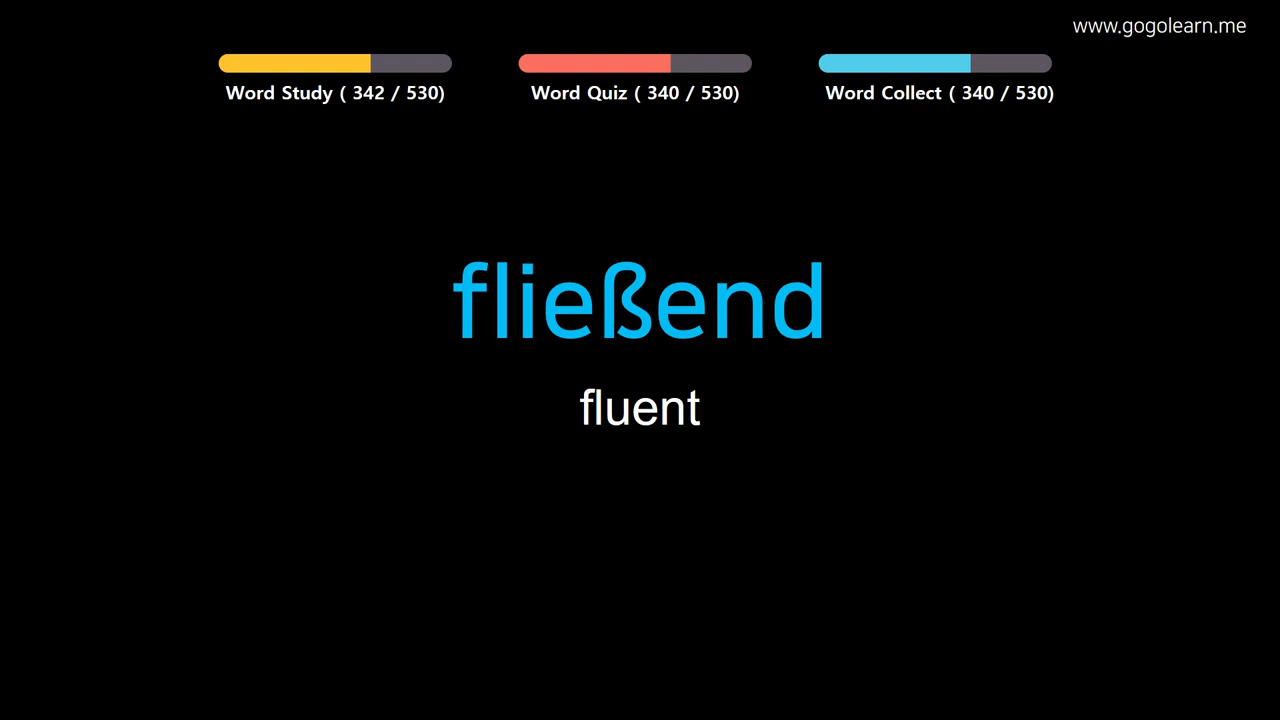 www.gogolearn.me
Word Study ( 342 / 530)
Word Quiz ( 340 / 530)
Word Collect ( 340 / 530)
fließend
fluent